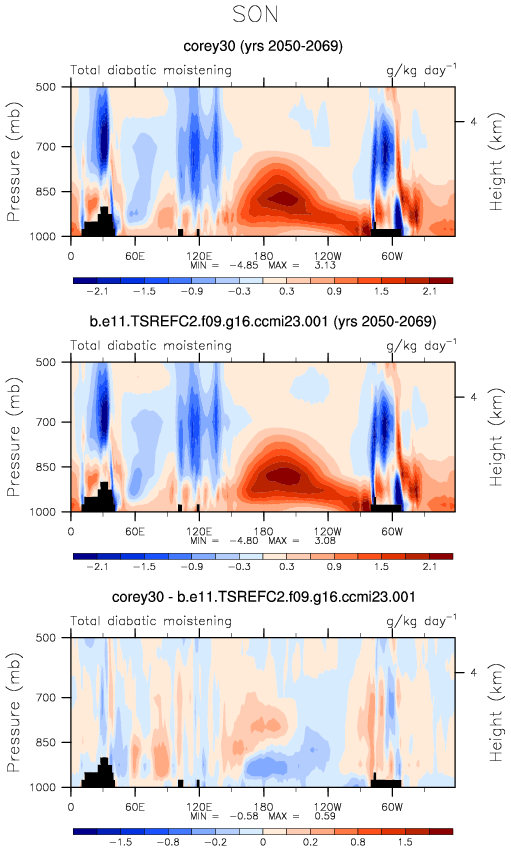 SON
corey30 (yrs 2050-2069)
Total diabatic moistening g/kg day⁻¹
Pressure (mb)
500
700
850
1000
4
Height (km)
0 60E 120E 180 120W 60W
MIN = -4.85 MAX = 3.13
-2.1 -1.5 -0.9 -0.3 0.3 0.9 1.5 2.1
b.e11.TSREFC2.f09.g16.ccmi23.001 (yrs 2050-2069)
Total diabatic moistening g/kg day⁻¹
Pressure (mb)
500
700
850
1000
4
Height (km)
0 60E 120E 180 120W 60W
MIN = -4.80 MAX = 3.08
-2.1 -1.5 -0.9 -0.3 0.3 0.9 1.5 2.1
corey30 - b.e11.TSREFC2.f09.g16.ccmi23.001
Total diabatic moistening g/kg day⁻¹
Pressure (mb)
500
700
850
1000
4
Height (km)
0 60E 120E 180 120W 60W
MIN = -0.58 MAX = 0.59
-1.5 -0.8 -0.2 0 0.2 0.8 1.5